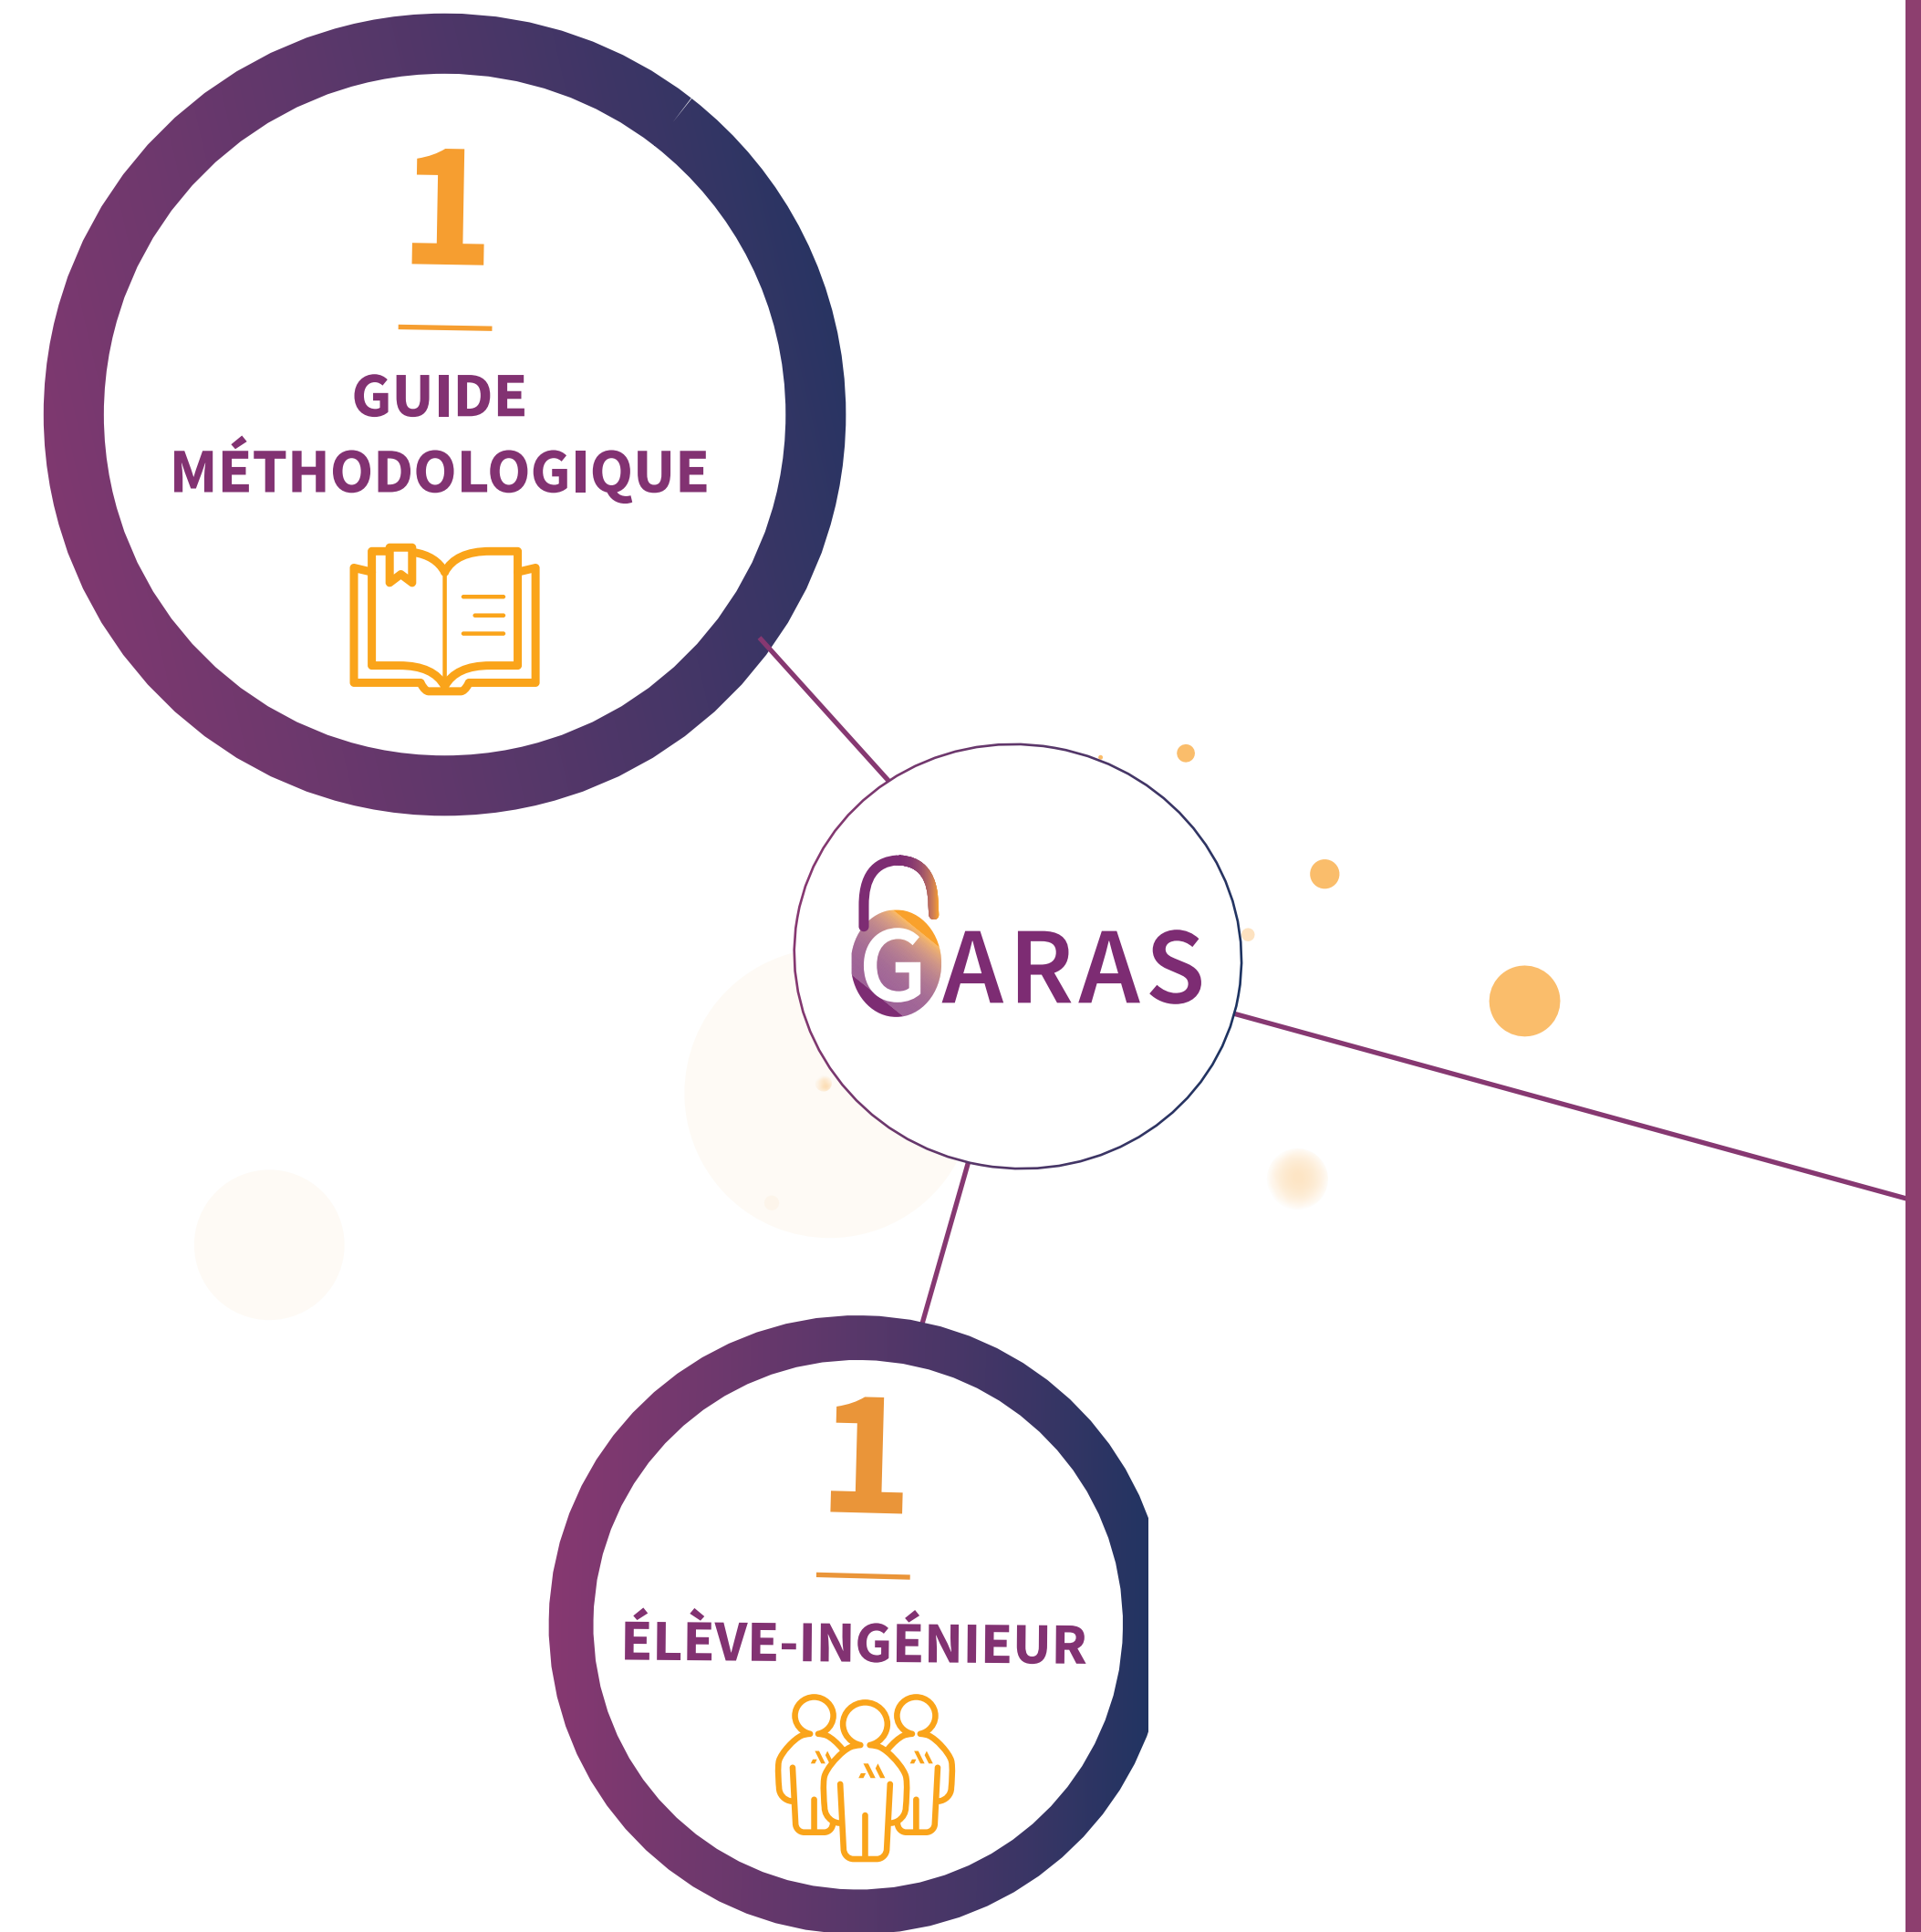 1
GUIDE
MÉTHODOLOGIQUE
GARAS
1
ÉLÈVE-INGÉNIEUR